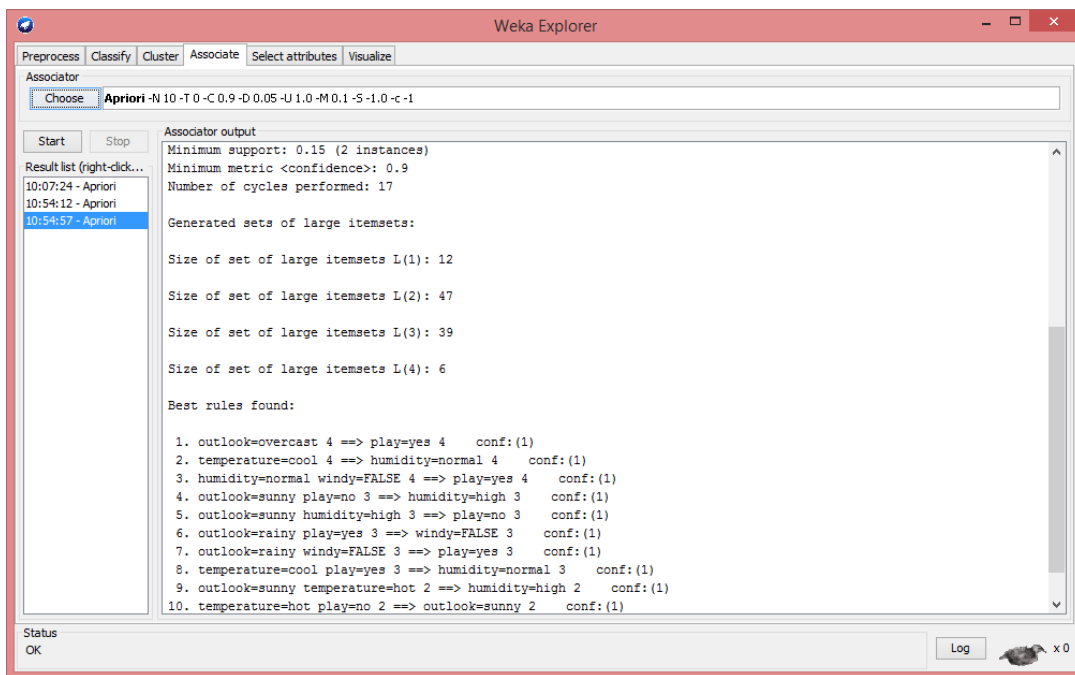 Weka Explorer
Preprocess Classify Cluster Associate Select attributes Visualize
Associator
Choose Apriori -N 10 -T 0 -C 0.9 -D 0.05 -U 1.0 -M 0.1 -S -1.0 -c -1
Start Stop
Result list (right-click...
10:07:24 - Apriori
10:54:12 - Apriori
10:54:57 - Apriori
Associator output
Minimum support: 0.15 (2 instances)
Minimum metric <confidence>: 0.9
Number of cycles performed: 17
Generated sets of large itemsets:
Size of set of large itemsets L(1): 12
Size of set of large itemsets L(2): 47
Size of set of large itemsets L(3): 39
Size of set of large itemsets L(4): 6
Best rules found:
1. outlook=overcast 4 ==> play=yes 4 conf:(1)
2. temperature=cool 4 ==> humidity=normal 4 conf:(1)
3. humidity=normal windy=FALSE 4 ==> play=yes 4 conf:(1)
4. outlook=sunny play=no 3 ==> humidity=high 3 conf:(1)
5. outlook=sunny humidity=high 3 ==> play=no 3 conf:(1)
6. outlook=rainy play=yes 3 ==> windy=FALSE 3 conf:(1)
7. outlook=rainy windy=FALSE 3 ==> play=yes 3 conf:(1)
8. temperature=cool play=yes 3 ==> humidity=normal 3 conf:(1)
9. outlook=sunny temperature=hot 2 ==> humidity=high 2 conf:(1)
10. temperature=hot play=no 2 ==> outlook=sunny 2 conf:(1)
Status
OK
Log x 0